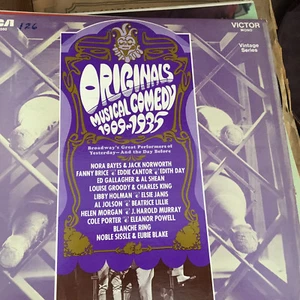 RCA
VICTOR
MONO
126
Vintage
Series
ORIGINALS
MUSICAL COMEDY
1909-1935
Broadway's Great Performers of
Yesterday—And the Day Before
NORA BAYES & JACK NORWORTH
FANNY BRICE EDDIE CANTOR EDITH DAY
ED GALLAGHER & AL SHEAN
LOUISE GROODY & CHARLES KING
LIBBY HOLMAN ELSIE JANIS
AL JOLSON BEATRICE LILLIE
HELEN MORGAN J. HAROLD MURRAY
COLE PORTER ELEANOR POWELL
BLANCHE RING
NOBLE SISSLE & EUBIE BLAKE